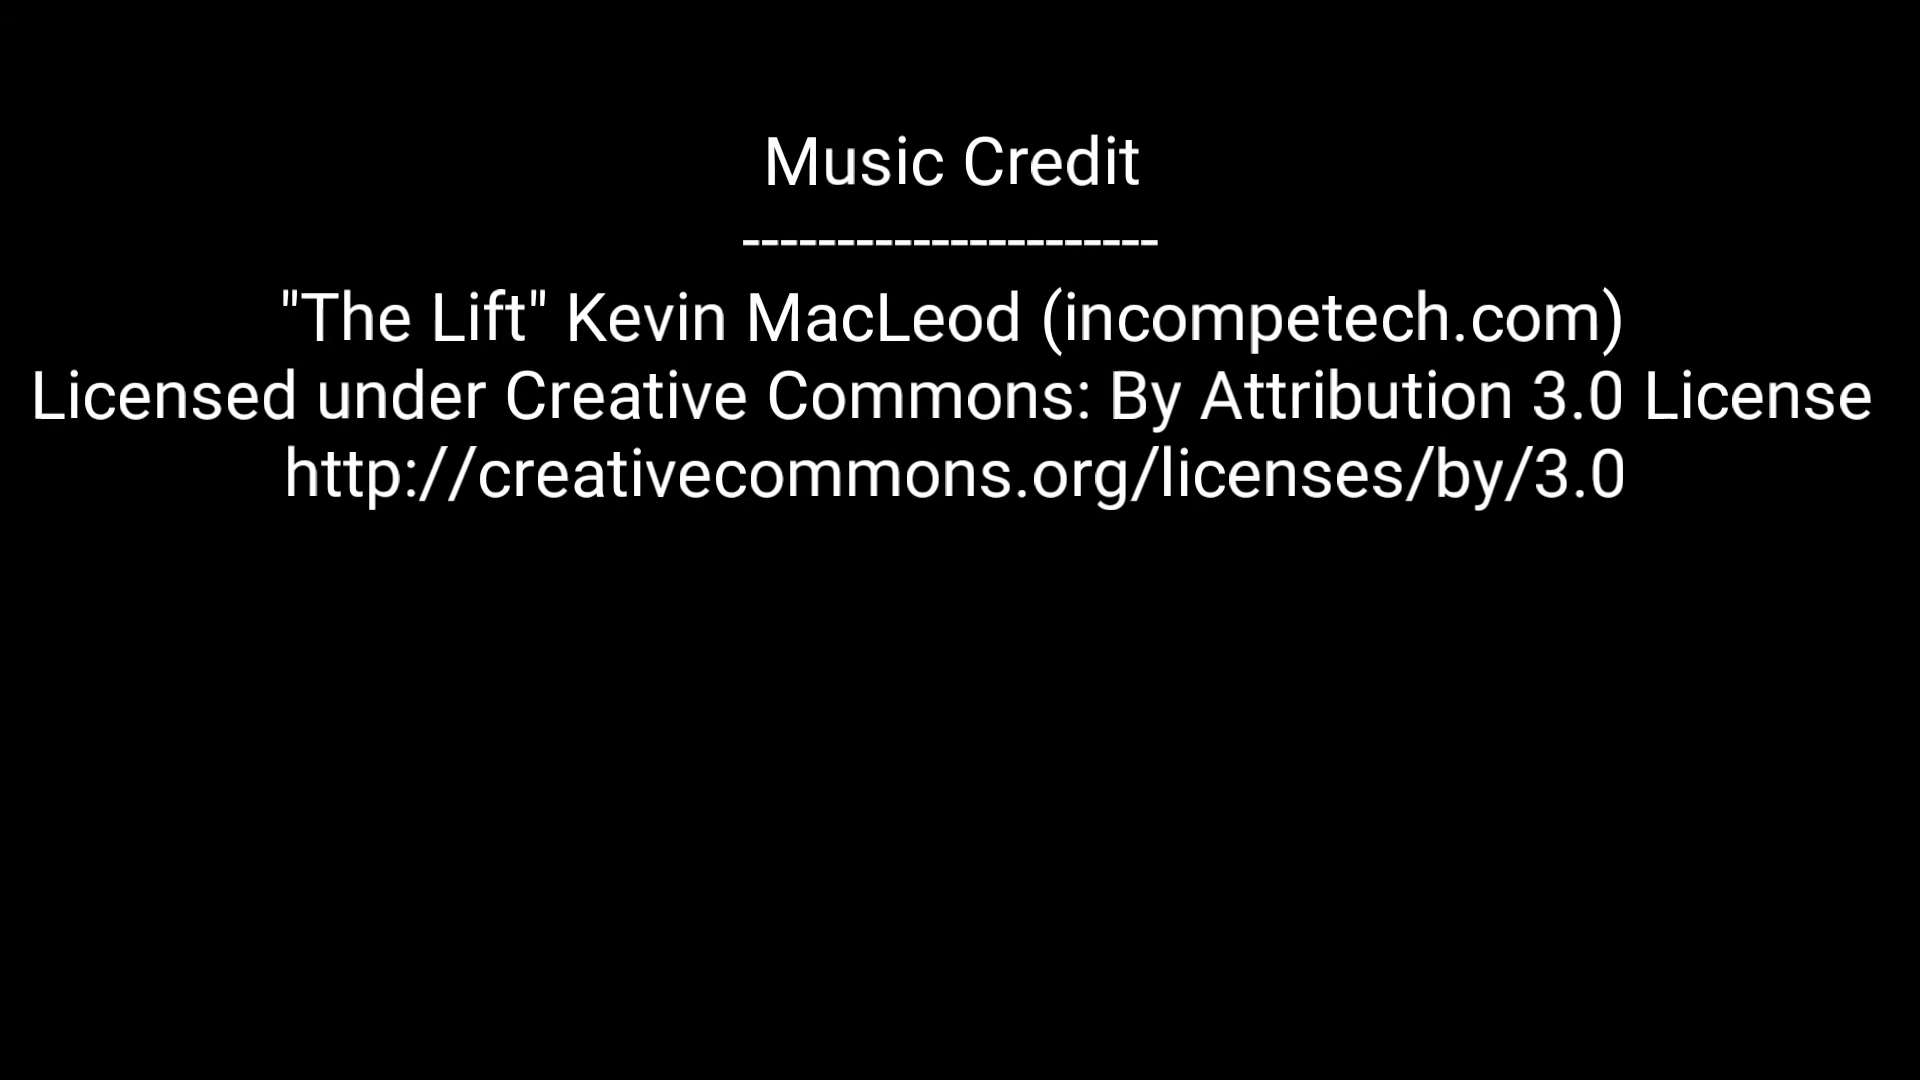 Music Credit
----------------------
"The Lift" Kevin MacLeod (incompetech.com)
Licensed under Creative Commons: By Attribution 3.0 License
http://creativecommons.org/licenses/by/3.0